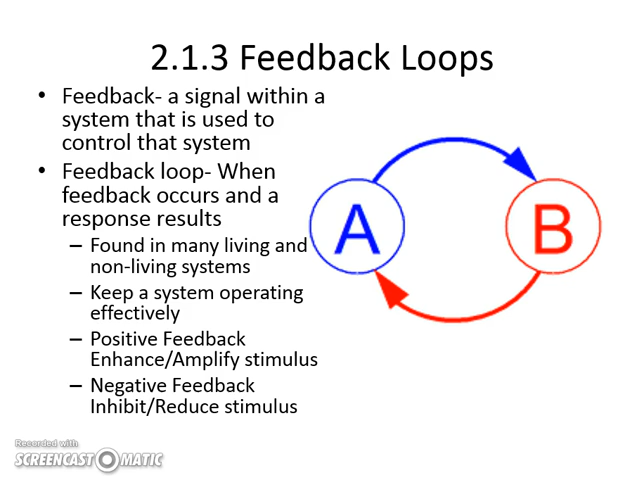 2.1.3 Feedback Loops
• Feedback- a signal within a
system that is used to
control that system
• Feedback loop- When
feedback occurs and a
response results
– Found in many living and
non-living systems
– Keep a system operating
effectively
– Positive Feedback
Enhance/Amplify stimulus
– Negative Feedback
Inhibit/Reduce stimulus
A
B
Recorded with
SCREENCAST-O-MATIC